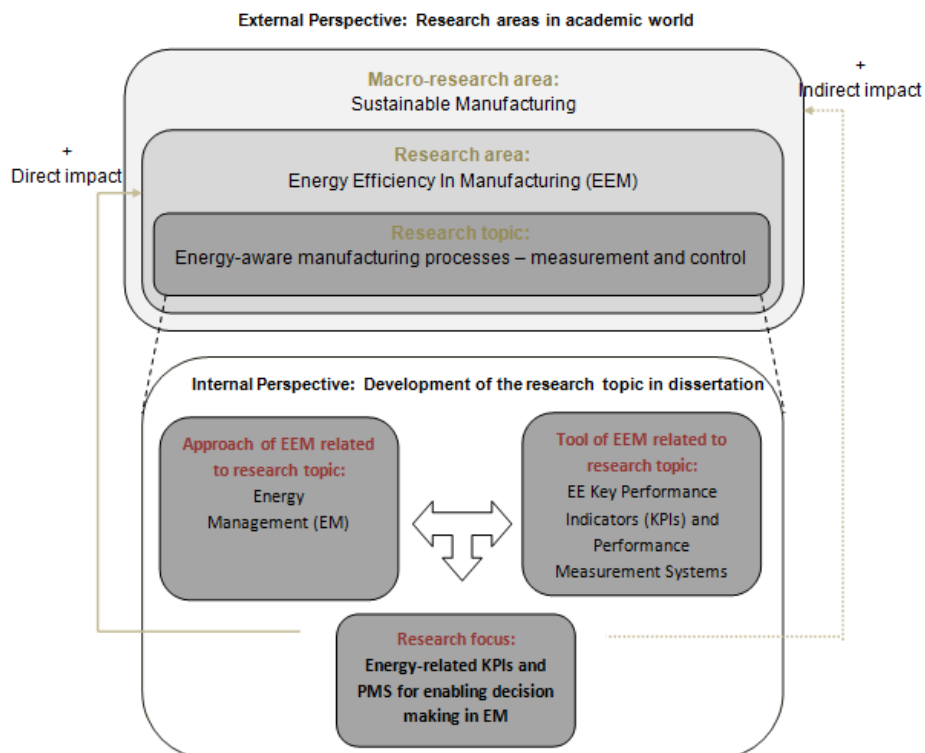 External Perspective: Research areas in academic world
+
Indirect impact
Macro-research area:
Sustainable Manufacturing
+
Direct impact
Research area:
Energy Efficiency In Manufacturing (EEM)
Research topic:
Energy-aware manufacturing processes – measurement and control
Internal Perspective: Development of the research topic in dissertation
Approach of EEM related
to research topic:
Energy
Management (EM)
Tool of EEM related to
research topic:
EE Key Performance
Indicators (KPIs) and
Performance
Measurement Systems
Research focus:
Energy-related KPIs and
PMS for enabling decision
making in EM